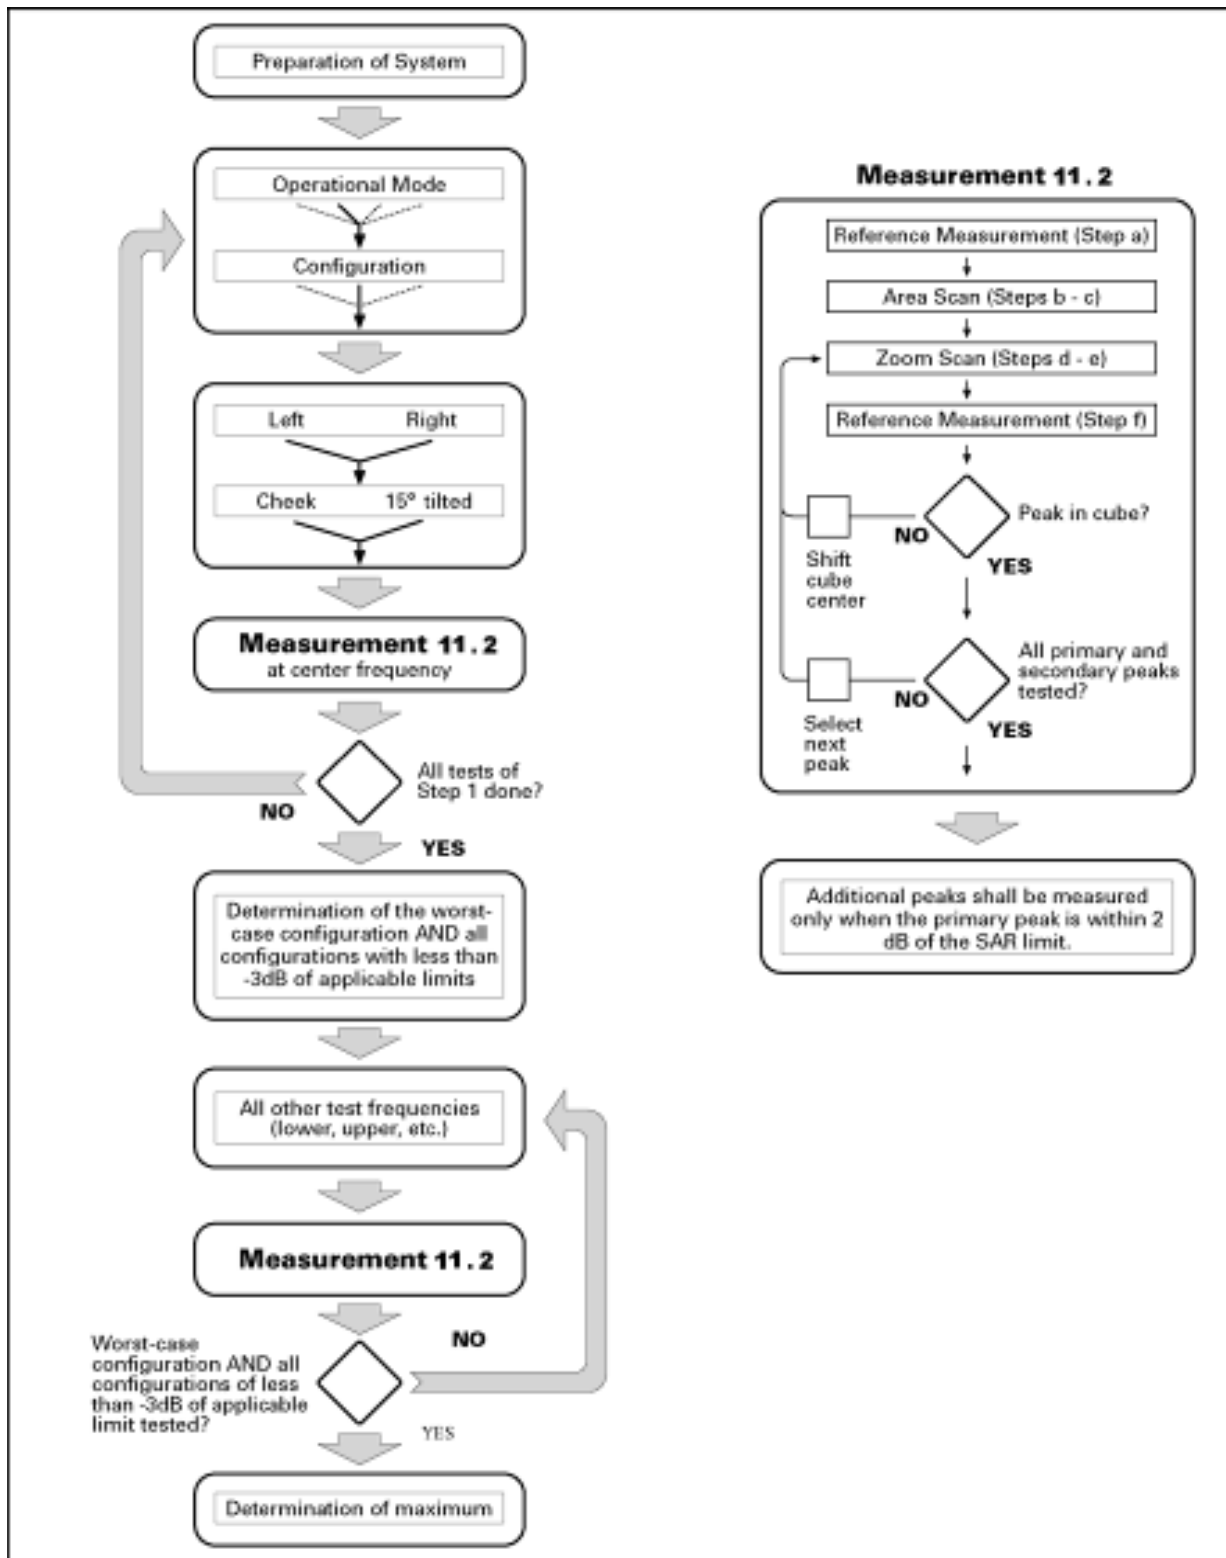 Preparation of System
Operational Mode
Configuration
Left Right
Cheek 15° tilted
Measurement 11.2
at center frequency
All tests of
Step 1 done?
NO
YES
Determination of the worst-
case configuration AND all
configurations with less than
-3dB of applicable limits
All other test frequencies
(lower, upper, etc.)
Measurement 11.2
NO
Worst-case
configuration AND all
configurations of less
than -3dB of applicable
limit tested?
YES
Determination of maximum
Measurement 11.2
Reference Measurement (Step a)
Area Scan (Steps b - c)
Zoom Scan (Steps d - e)
Reference Measurement (Step f)
Peak in cube?
NO
YES
Shift
cube
center
All primary and
secondary peaks
tested?
NO
YES
Select
next
peak
Additional peaks shall be measured
only when the primary peak is within 2
dB of the SAR limit.